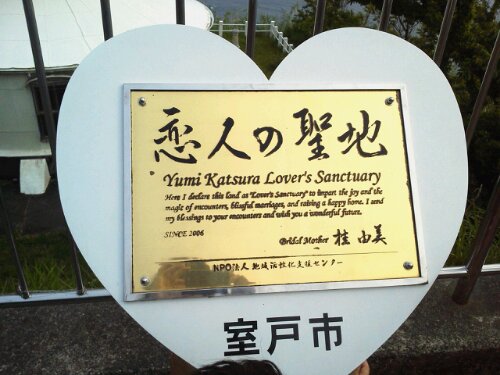 恋人の聖地
Yumi Katsura Lover's Sanctuary
Here I declare this land as "Lover's Sanctuary" to impart the joy and the
magic of encounters, blissful marriages, and raising a happy home. I send
my blessings to your encounters and wish you a wonderful future.
SINCE 2006
Bridal Mother 桂 由美
NPO法人 地域活性化支援センター
室戸市